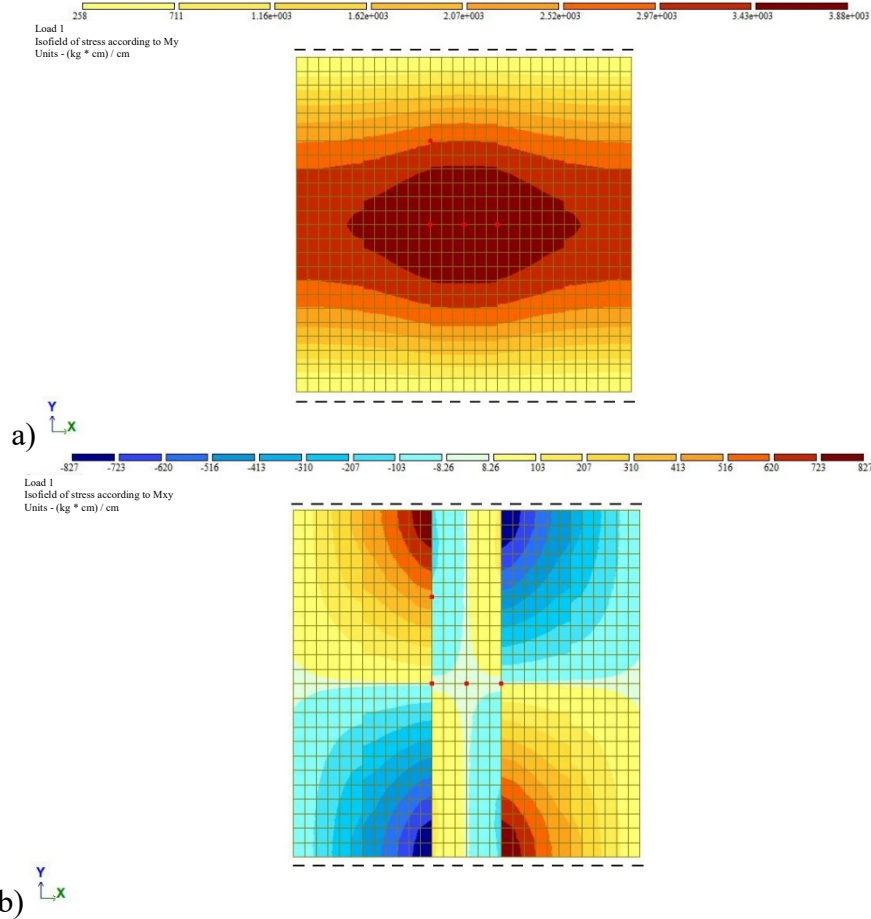 258 711 1.16e+003 1.62e+003 2.07e+003 2.52e+003 2.97e+003 3.43e+003 3.88e+003
Load 1
Isofield of stress according to My
Units - (kg * cm) / cm
Y
X
a)
-827 -723 -620 -516 -413 -310 -207 -103 -8.26 8.26 103 207 310 413 516 620 723 827
Load 1
Isofield of stress according to Mxy
Units - (kg * cm) / cm
Y
X
b)